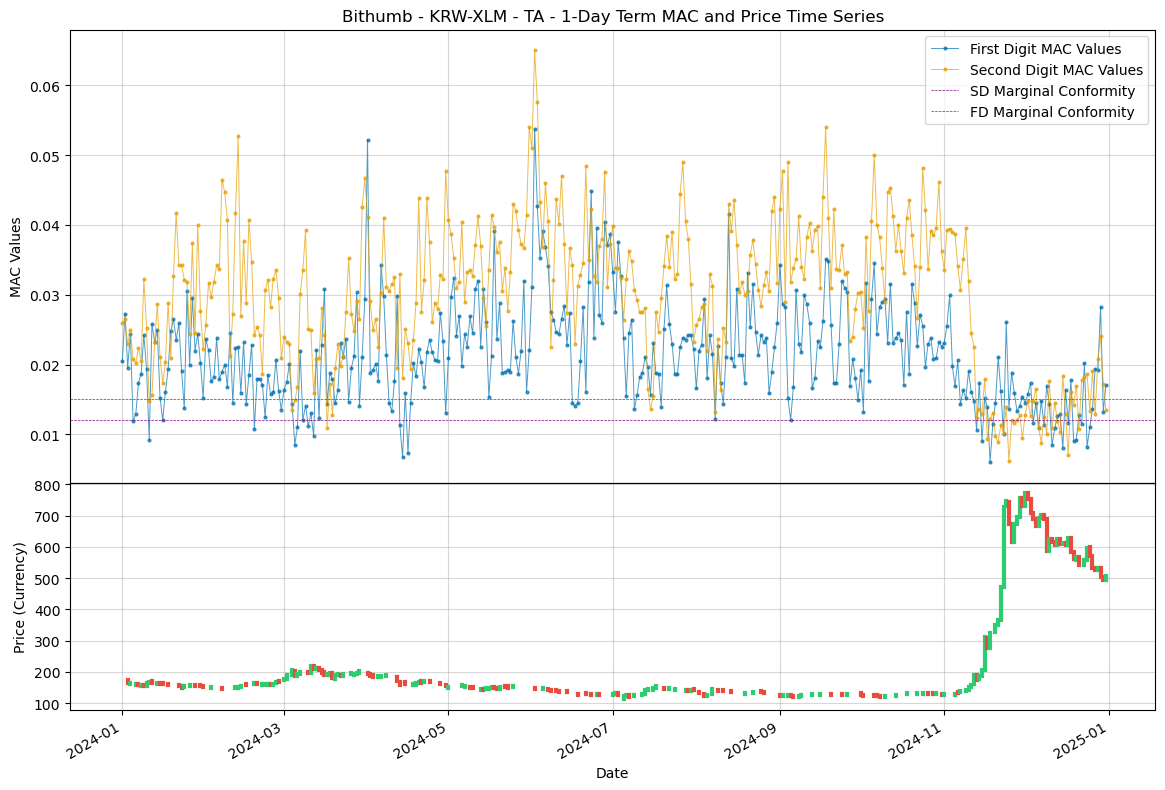 Bithumb - KRW-XLM - TA - 1-Day Term MAC and Price Time Series
First Digit MAC Values
Second Digit MAC Values
SD Marginal Conformity
FD Marginal Conformity
MAC Values
0.06
0.05
0.04
0.03
0.02
0.01
Price (Currency)
800
700
600
500
400
300
200
100
2024-01
2024-03
2024-05
2024-07
2024-09
2024-11
2025-01
Date